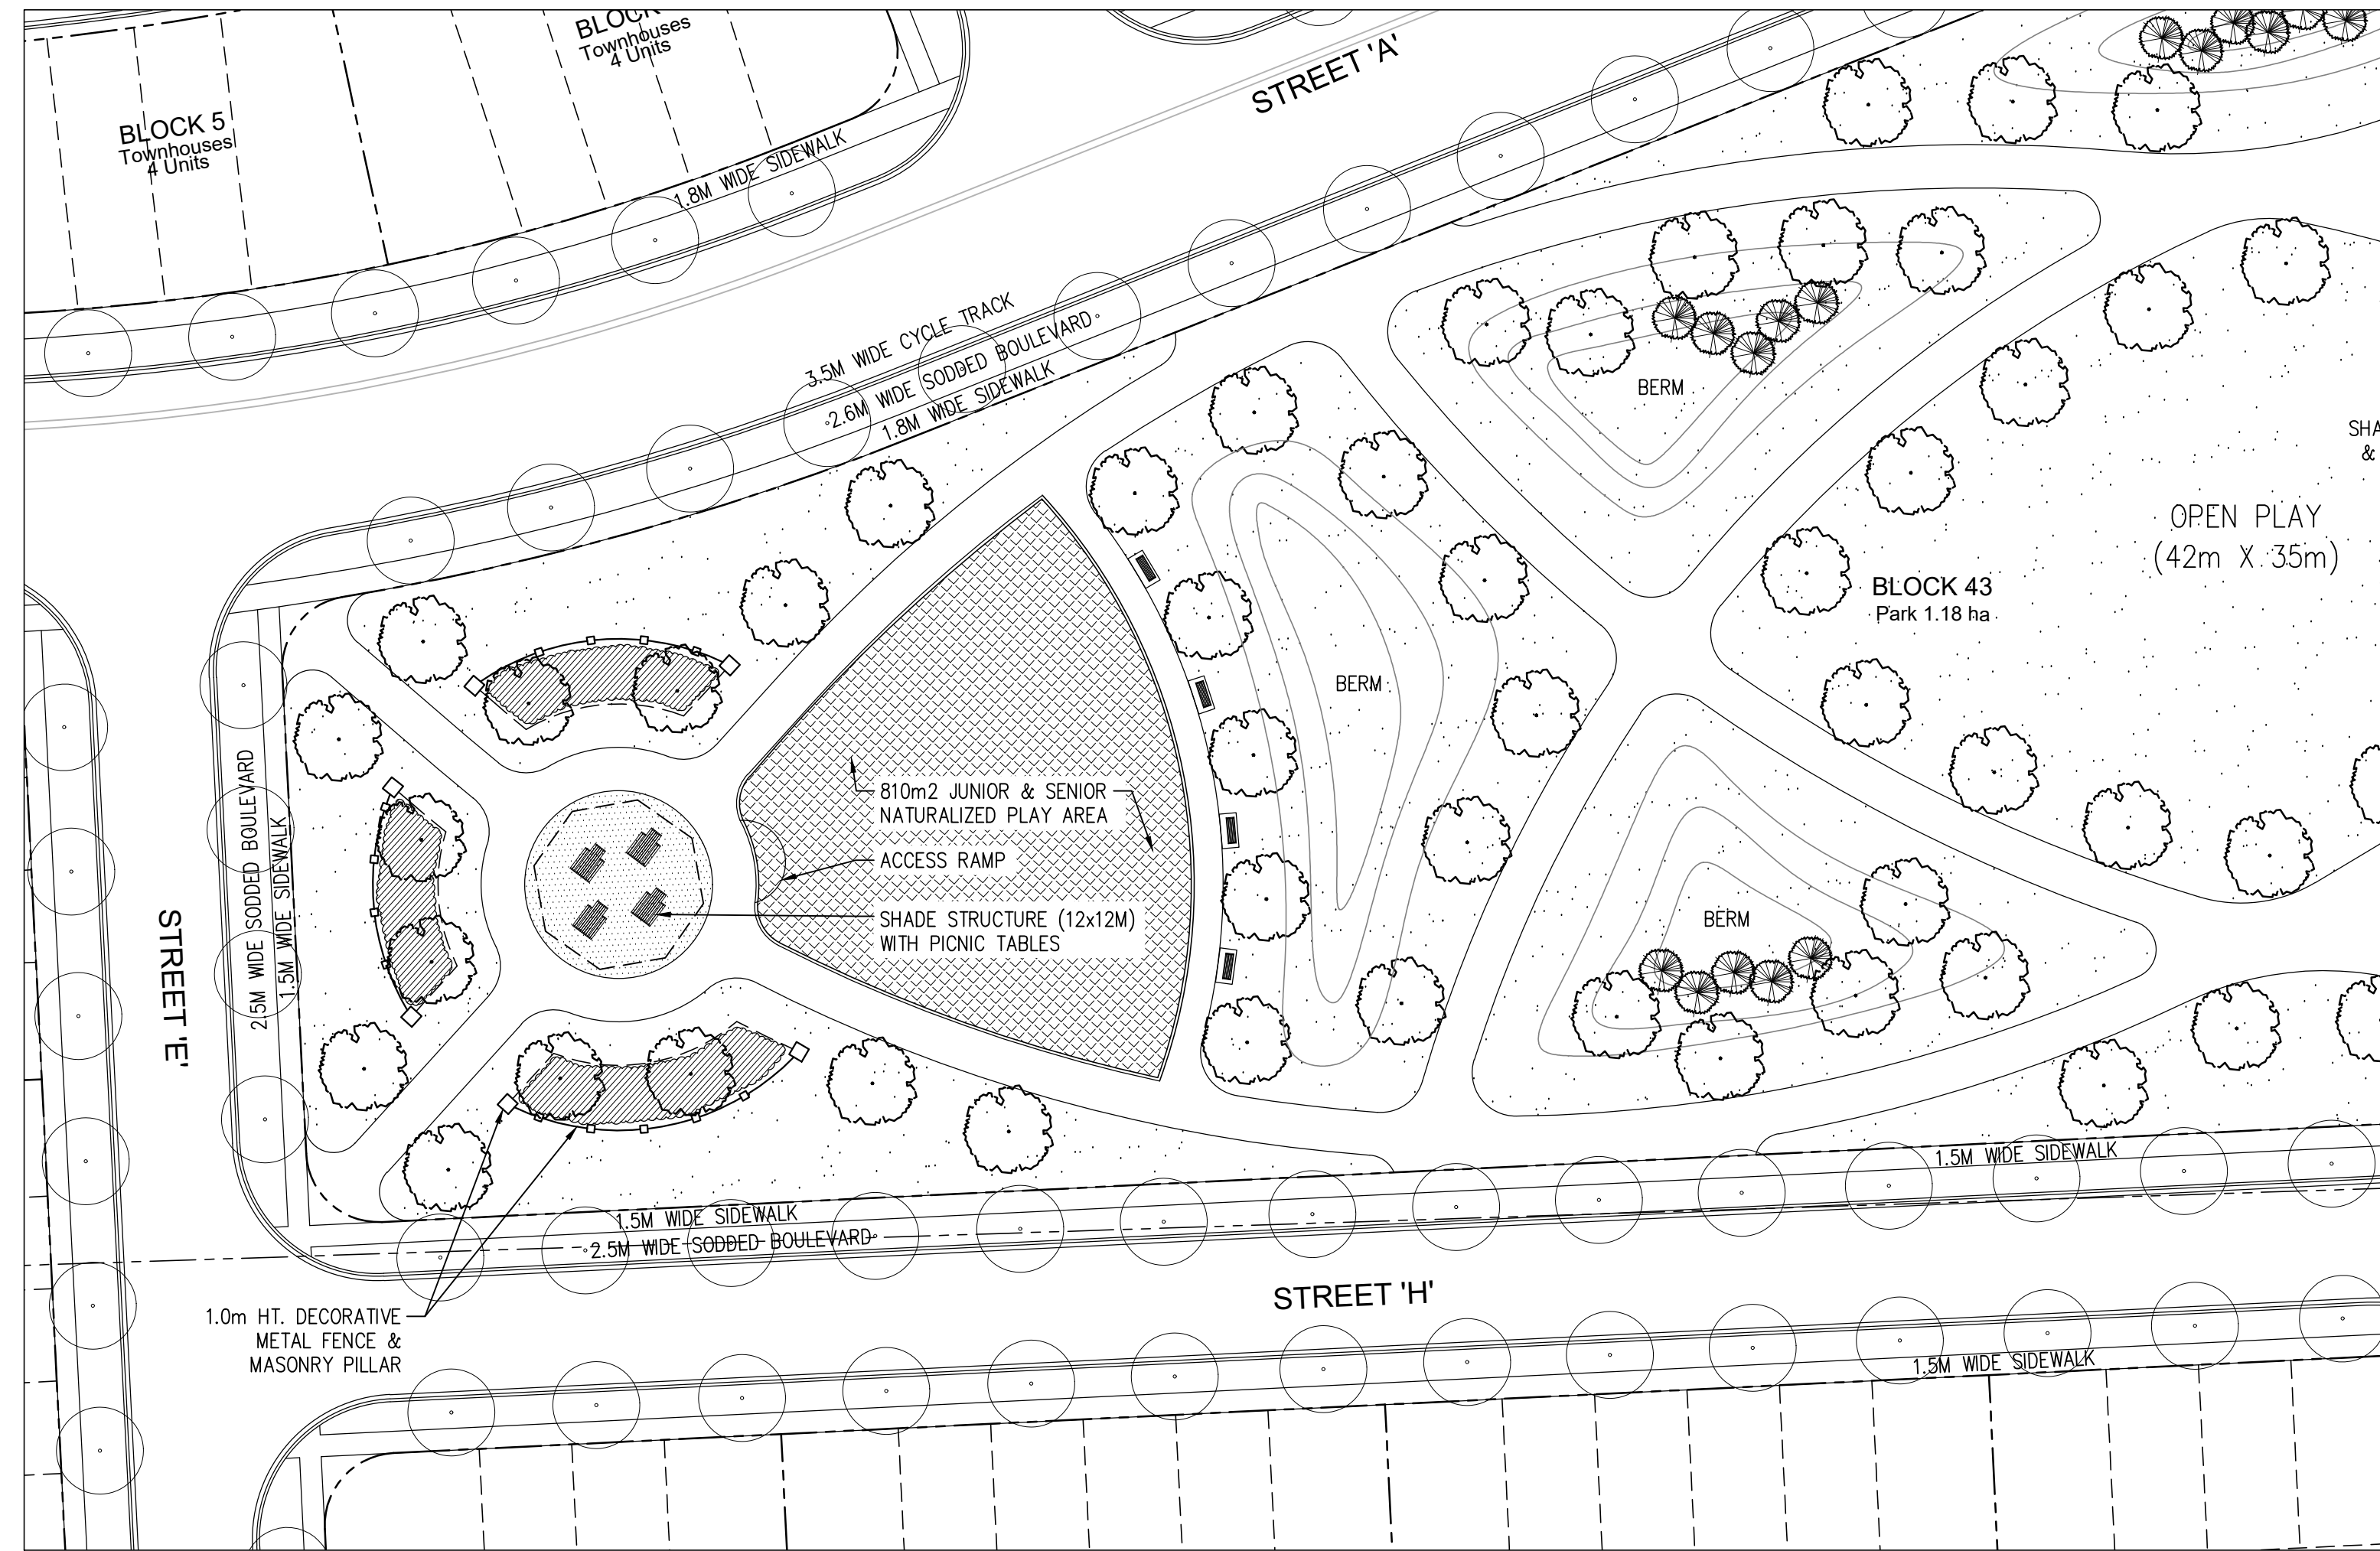 BLOCK
Townhouses
4 Units
BLOCK 5
Townhouses
4 Units
STREET 'A'
1.8M WIDE SIDEWALK
3.5M WIDE CYCLE TRACK
2.6M WIDE SODDED BOULEVARD
1.8M WIDE SIDEWALK
BERM
SHA
&
OPEN PLAY
(42m X 35m)
BLOCK 43
Park 1.18 ha
BERM
810m2 JUNIOR & SENIOR
NATURALIZED PLAY AREA
ACCESS RAMP
SHADE STRUCTURE (12x12M)
WITH PICNIC TABLES
BERM
2.5M WIDE SODDED BOULEVARD
1.5M WIDE SIDEWALK
STREET 'E'
1.5M WIDE SIDEWALK
1.5M WIDE SIDEWALK
2.5M WIDE SODDED BOULEVARD
STREET 'H'
1.0m HT. DECORATIVE
METAL FENCE &
MASONRY PILLAR
1.5M WIDE SIDEWALK